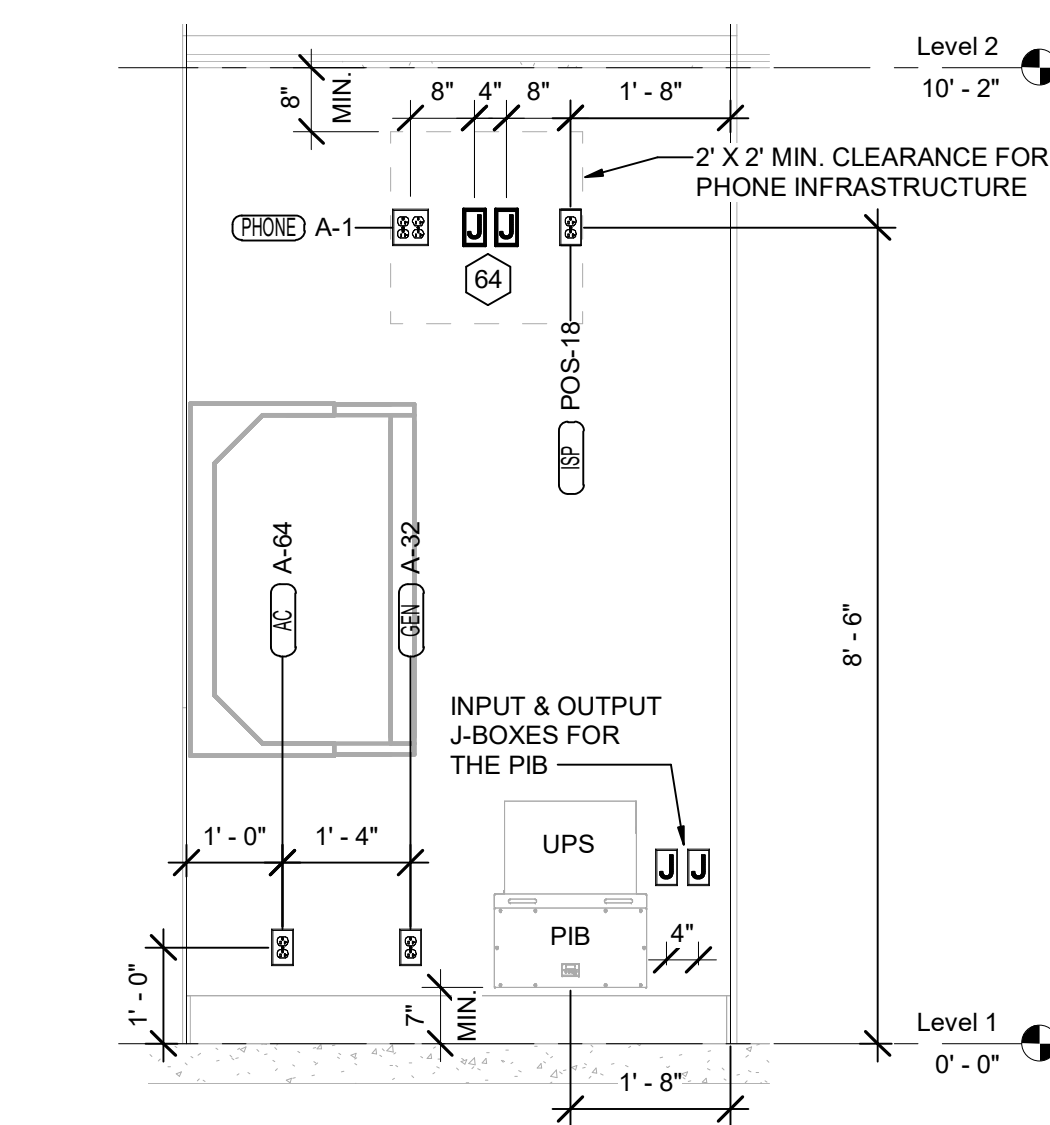 Level 2
10' - 2"
8"
MIN.
8"
4"
8"
1' - 8"
2' X 2' MIN. CLEARANCE FOR
PHONE INFRASTRUCTURE
PHONE A-1
J J
64
ISP POS-18
AC A-64
GEN A-32
8' - 6"
INPUT & OUTPUT
J-BOXES FOR
THE PIB
1' - 0"
1' - 4"
UPS
J J
PIB
4"
1' - 0"
7"
MIN.
Level 1
0' - 0"
1' - 8"